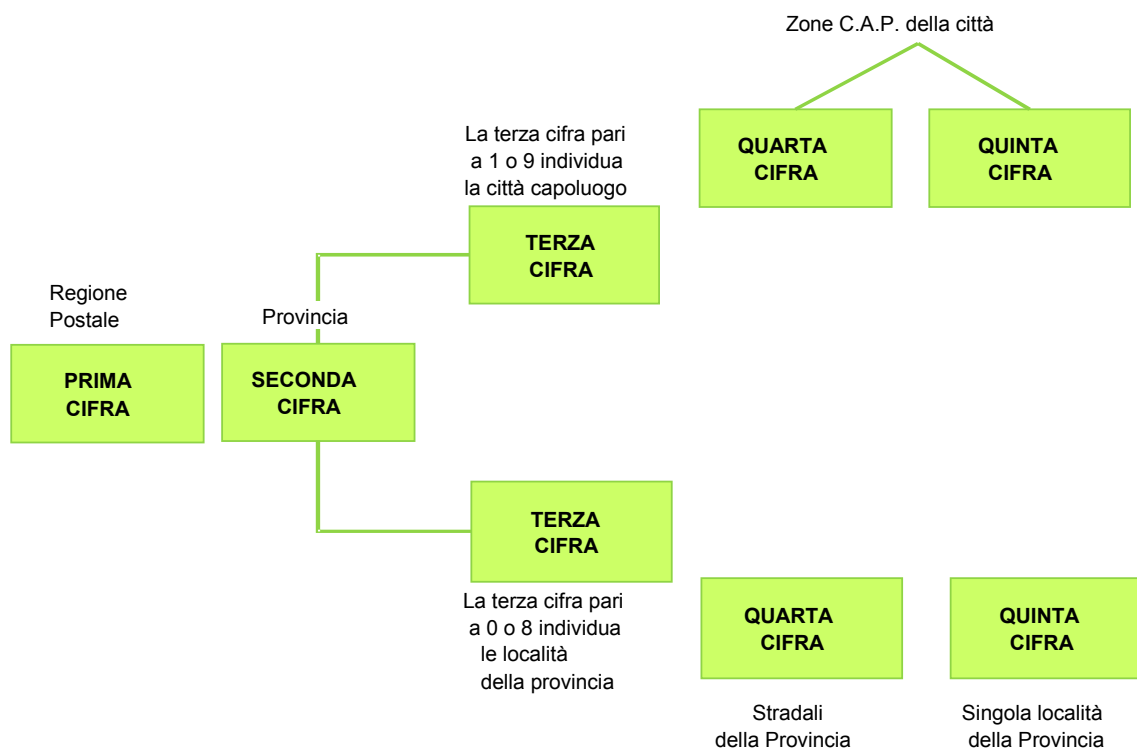 Zone C.A.P. della città
La terza cifra pari
a 1 o 9 individua
la città capoluogo
QUARTA
CIFRA
QUINTA
CIFRA
TERZA
CIFRA
Regione
Postale
Provincia
PRIMA
CIFRA
SECONDA
CIFRA
TERZA
CIFRA
La terza cifra pari
a 0 o 8 individua
le località
della provincia
QUARTA
CIFRA
QUINTA
CIFRA
Stradali
della Provincia
Singola località
della Provincia